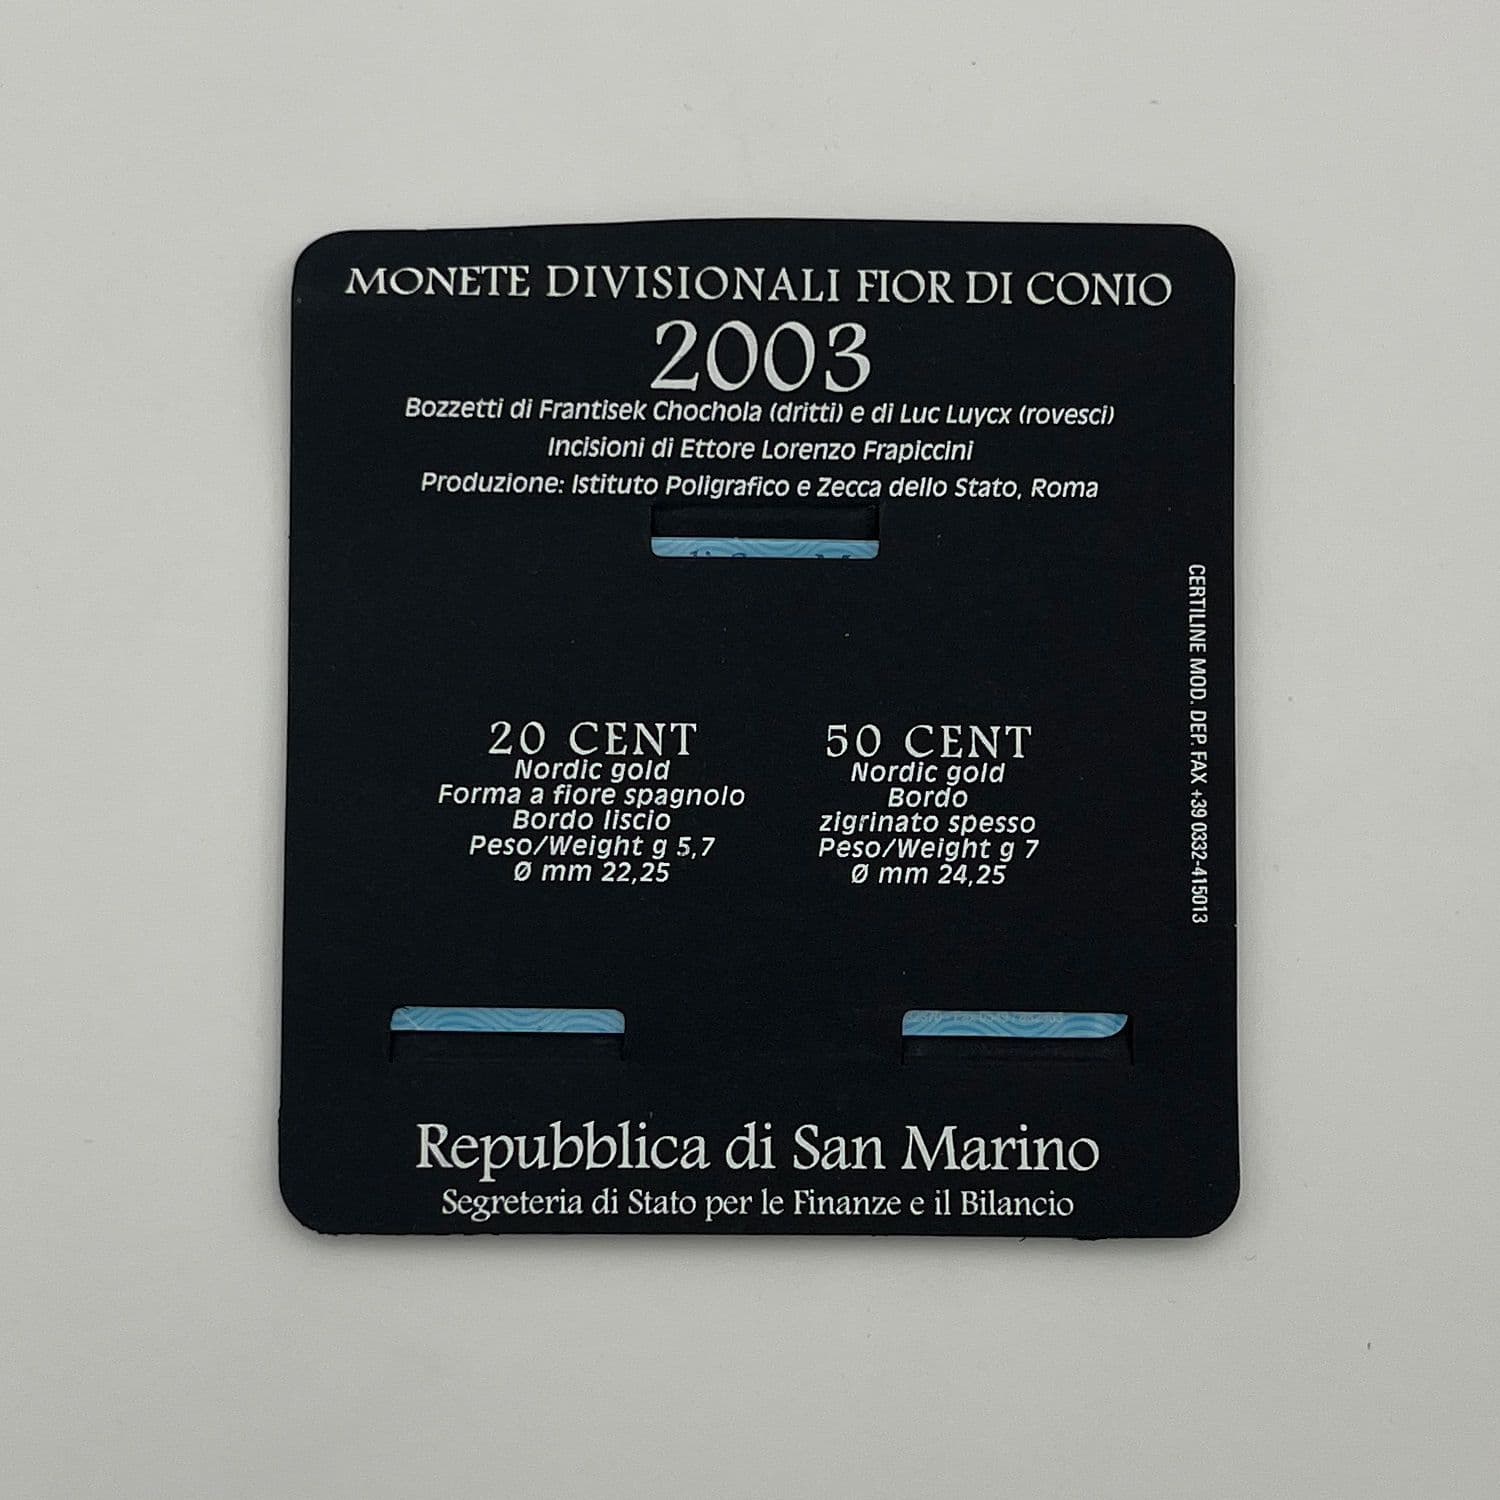 MONETE DIVISIONALI FIOR DI CONIO
2003
Bozzetti di Frantisek Chochola (dritti) e di Luc Luycx (rovesci)
Incisioni di Ettore Lorenzo Frapiccini
Produzione: Istituto Poligrafico e Zecca dello Stato, Roma
20 CENT
Nordic gold
Forma a fiore spagnolo
Bordo liscio
Peso/Weight g 5,7
Ø mm 22,25
50 CENT
Nordic gold
Bordo
zigrinato spesso
Peso/Weight g 7
Ø mm 24,25
CERTILINE MOD. DEP. FAX +39 0332-415013
Repubblica di San Marino
Segreteria di Stato per le Finanze e il Bilancio